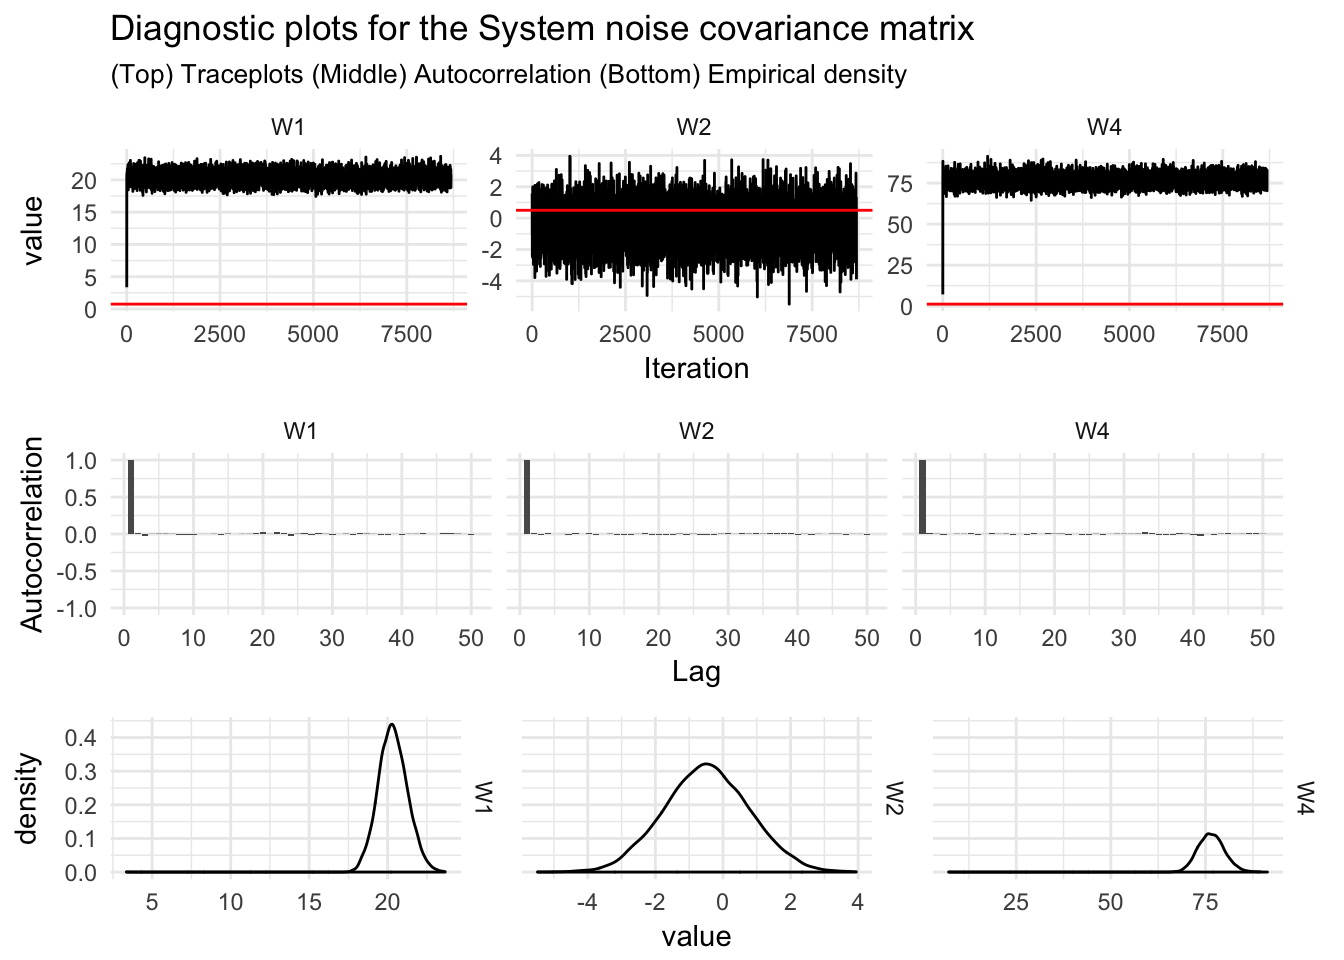 Diagnostic plots for the System noise covariance matrix
(Top) Traceplots (Middle) Autocorrelation (Bottom) Empirical density
W1 W2 W4
value
20
15
10
5
0
4
2
0
-2
-4
75
50
25
0
0 2500 5000 7500 0 2500 5000 7500 0 2500 5000 7500
Iteration
W1 W2 W4
Autocorrelation
1.0
0.5
0.0
-0.5
-1.0
0 10 20 30 40 50 0 10 20 30 40 50 0 10 20 30 40 50
Lag
density
0.4
0.3
0.2
0.1
0.0
W1
W2
W4
5 10 15 20 -4 -2 0 2 4 25 50 75
value